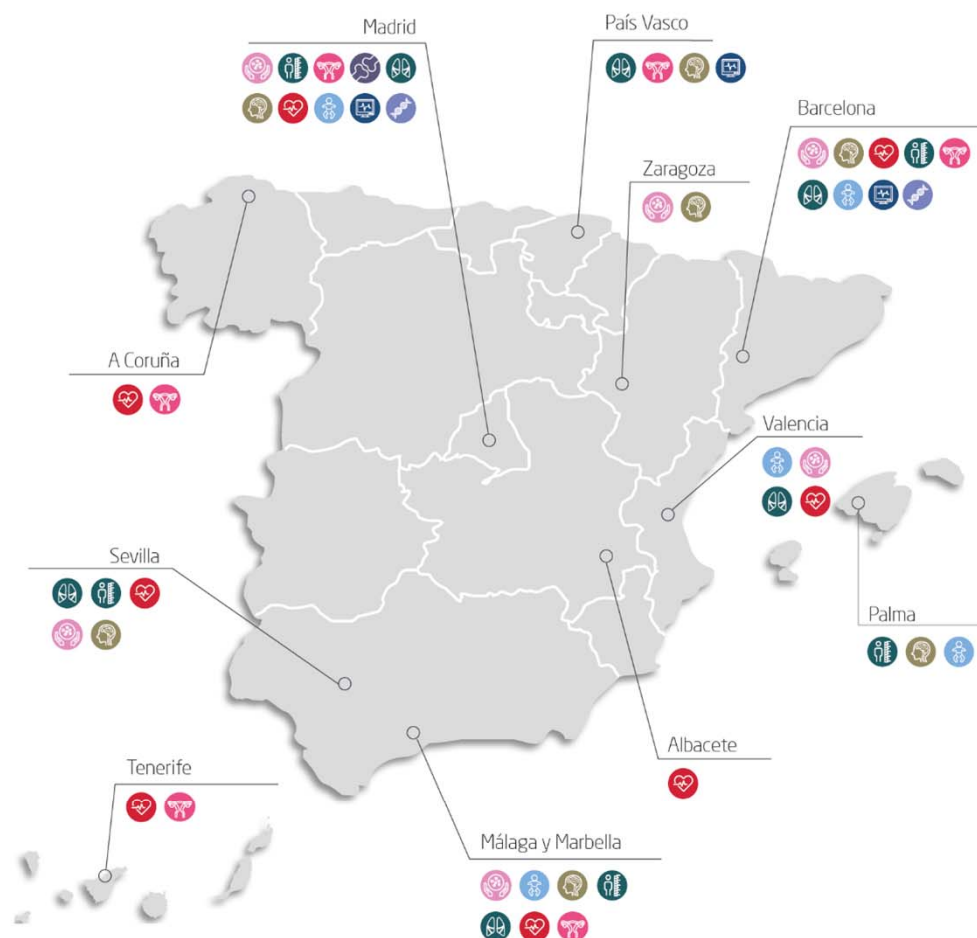 Madrid
País Vasco
Barcelona
Zaragoza
A Coruña
Valencia
Sevilla
Palma
Albacete
Tenerife
Málaga y Marbella